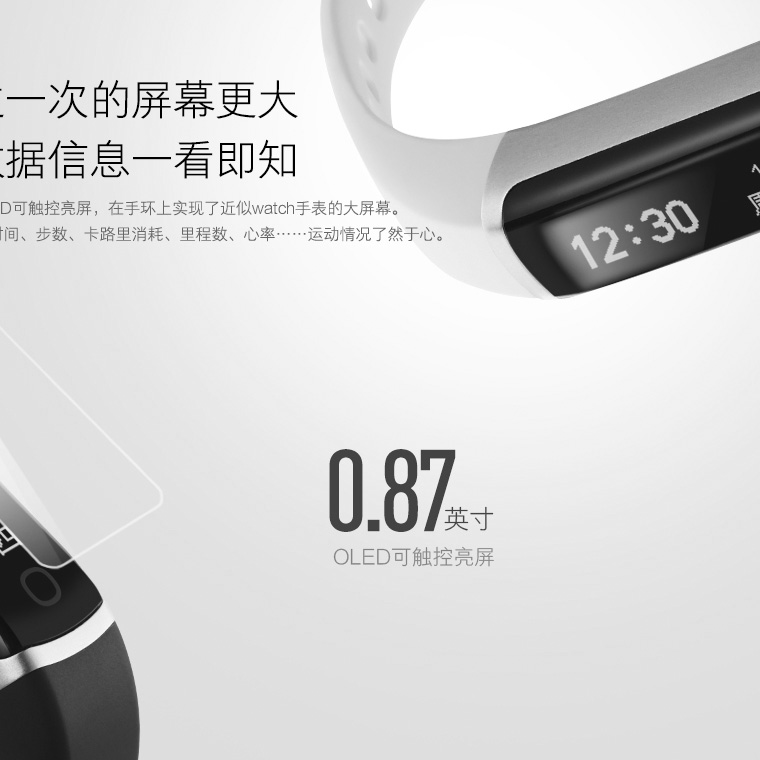 一次的屏幕更大
据信息一看即知
D可触控亮屏，在手环上实现了近似watch手表的大屏幕。
间、步数、卡路里消耗、里程数、心率……运动情况了然于心。
12:30
0.87英寸
OLED可触控亮屏